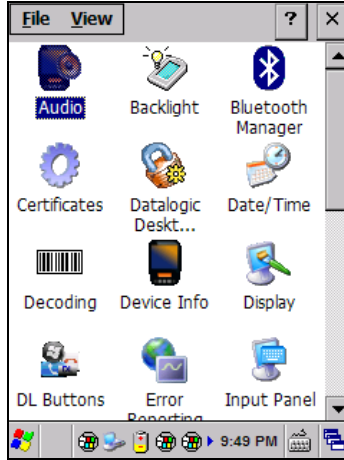 File View ? ×
Audio Backlight Bluetooth
Manager
Certificates Datalogic Date/Time
Deskt...
Decoding Device Info Display
DL Buttons Error Input Panel
Reporting
9:49 PM